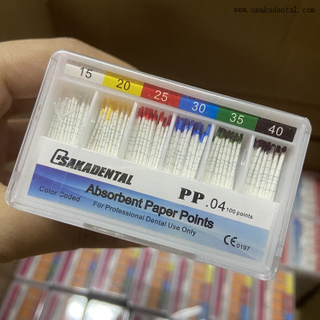 www.osakadental.com
15 20 25 30 35 40
OSAKADENTAL
PP .04 100 points
Color Coded
Absorbent Paper Points
For Professional Dental Use Only
CE 0197